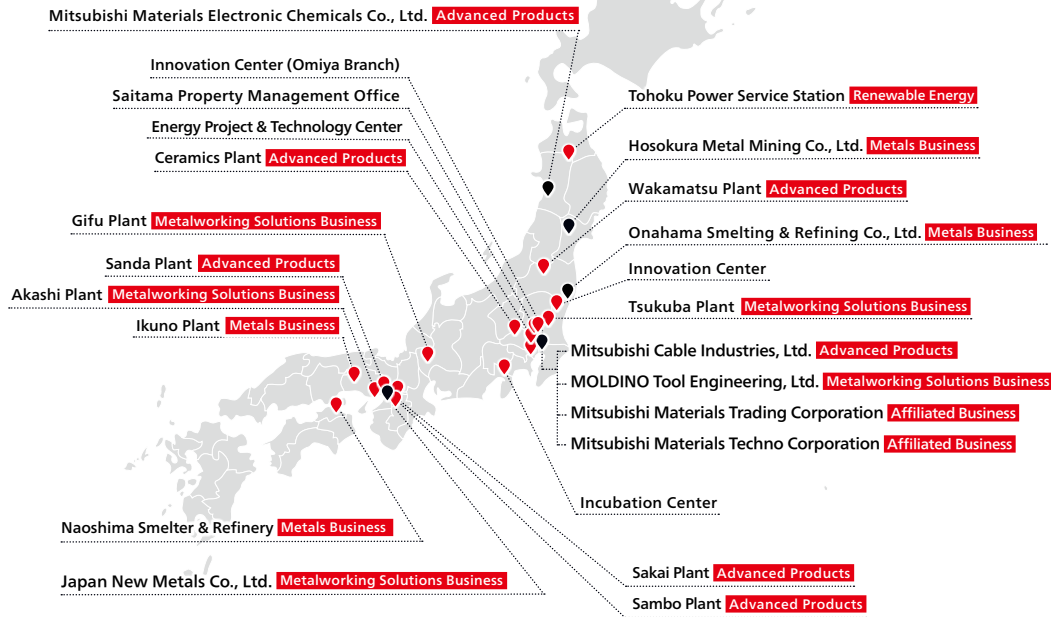 Mitsubishi Materials Electronic Chemicals Co., Ltd. Advanced Products
Innovation Center (Omiya Branch)
Saitama Property Management Office
Energy Project & Technology Center
Ceramics Plant Advanced Products
Gifu Plant Metalworking Solutions Business
Sanda Plant Advanced Products
Akashi Plant Metalworking Solutions Business
Ikuno Plant Metals Business
Tohoku Power Service Station Renewable Energy
Hosokura Metal Mining Co., Ltd. Metals Business
Wakamatsu Plant Advanced Products
Onahama Smelting & Refining Co., Ltd. Metals Business
Innovation Center
Tsukuba Plant Metalworking Solutions Business
Mitsubishi Cable Industries, Ltd. Advanced Products
MOLDINO Tool Engineering, Ltd. Metalworking Solutions Business
Mitsubishi Materials Trading Corporation Affiliated Business
Mitsubishi Materials Techno Corporation Affiliated Business
Incubation Center
Naoshima Smelter & Refinery Metals Business
Japan New Metals Co., Ltd. Metalworking Solutions Business
Sakai Plant Advanced Products
Sambo Plant Advanced Products